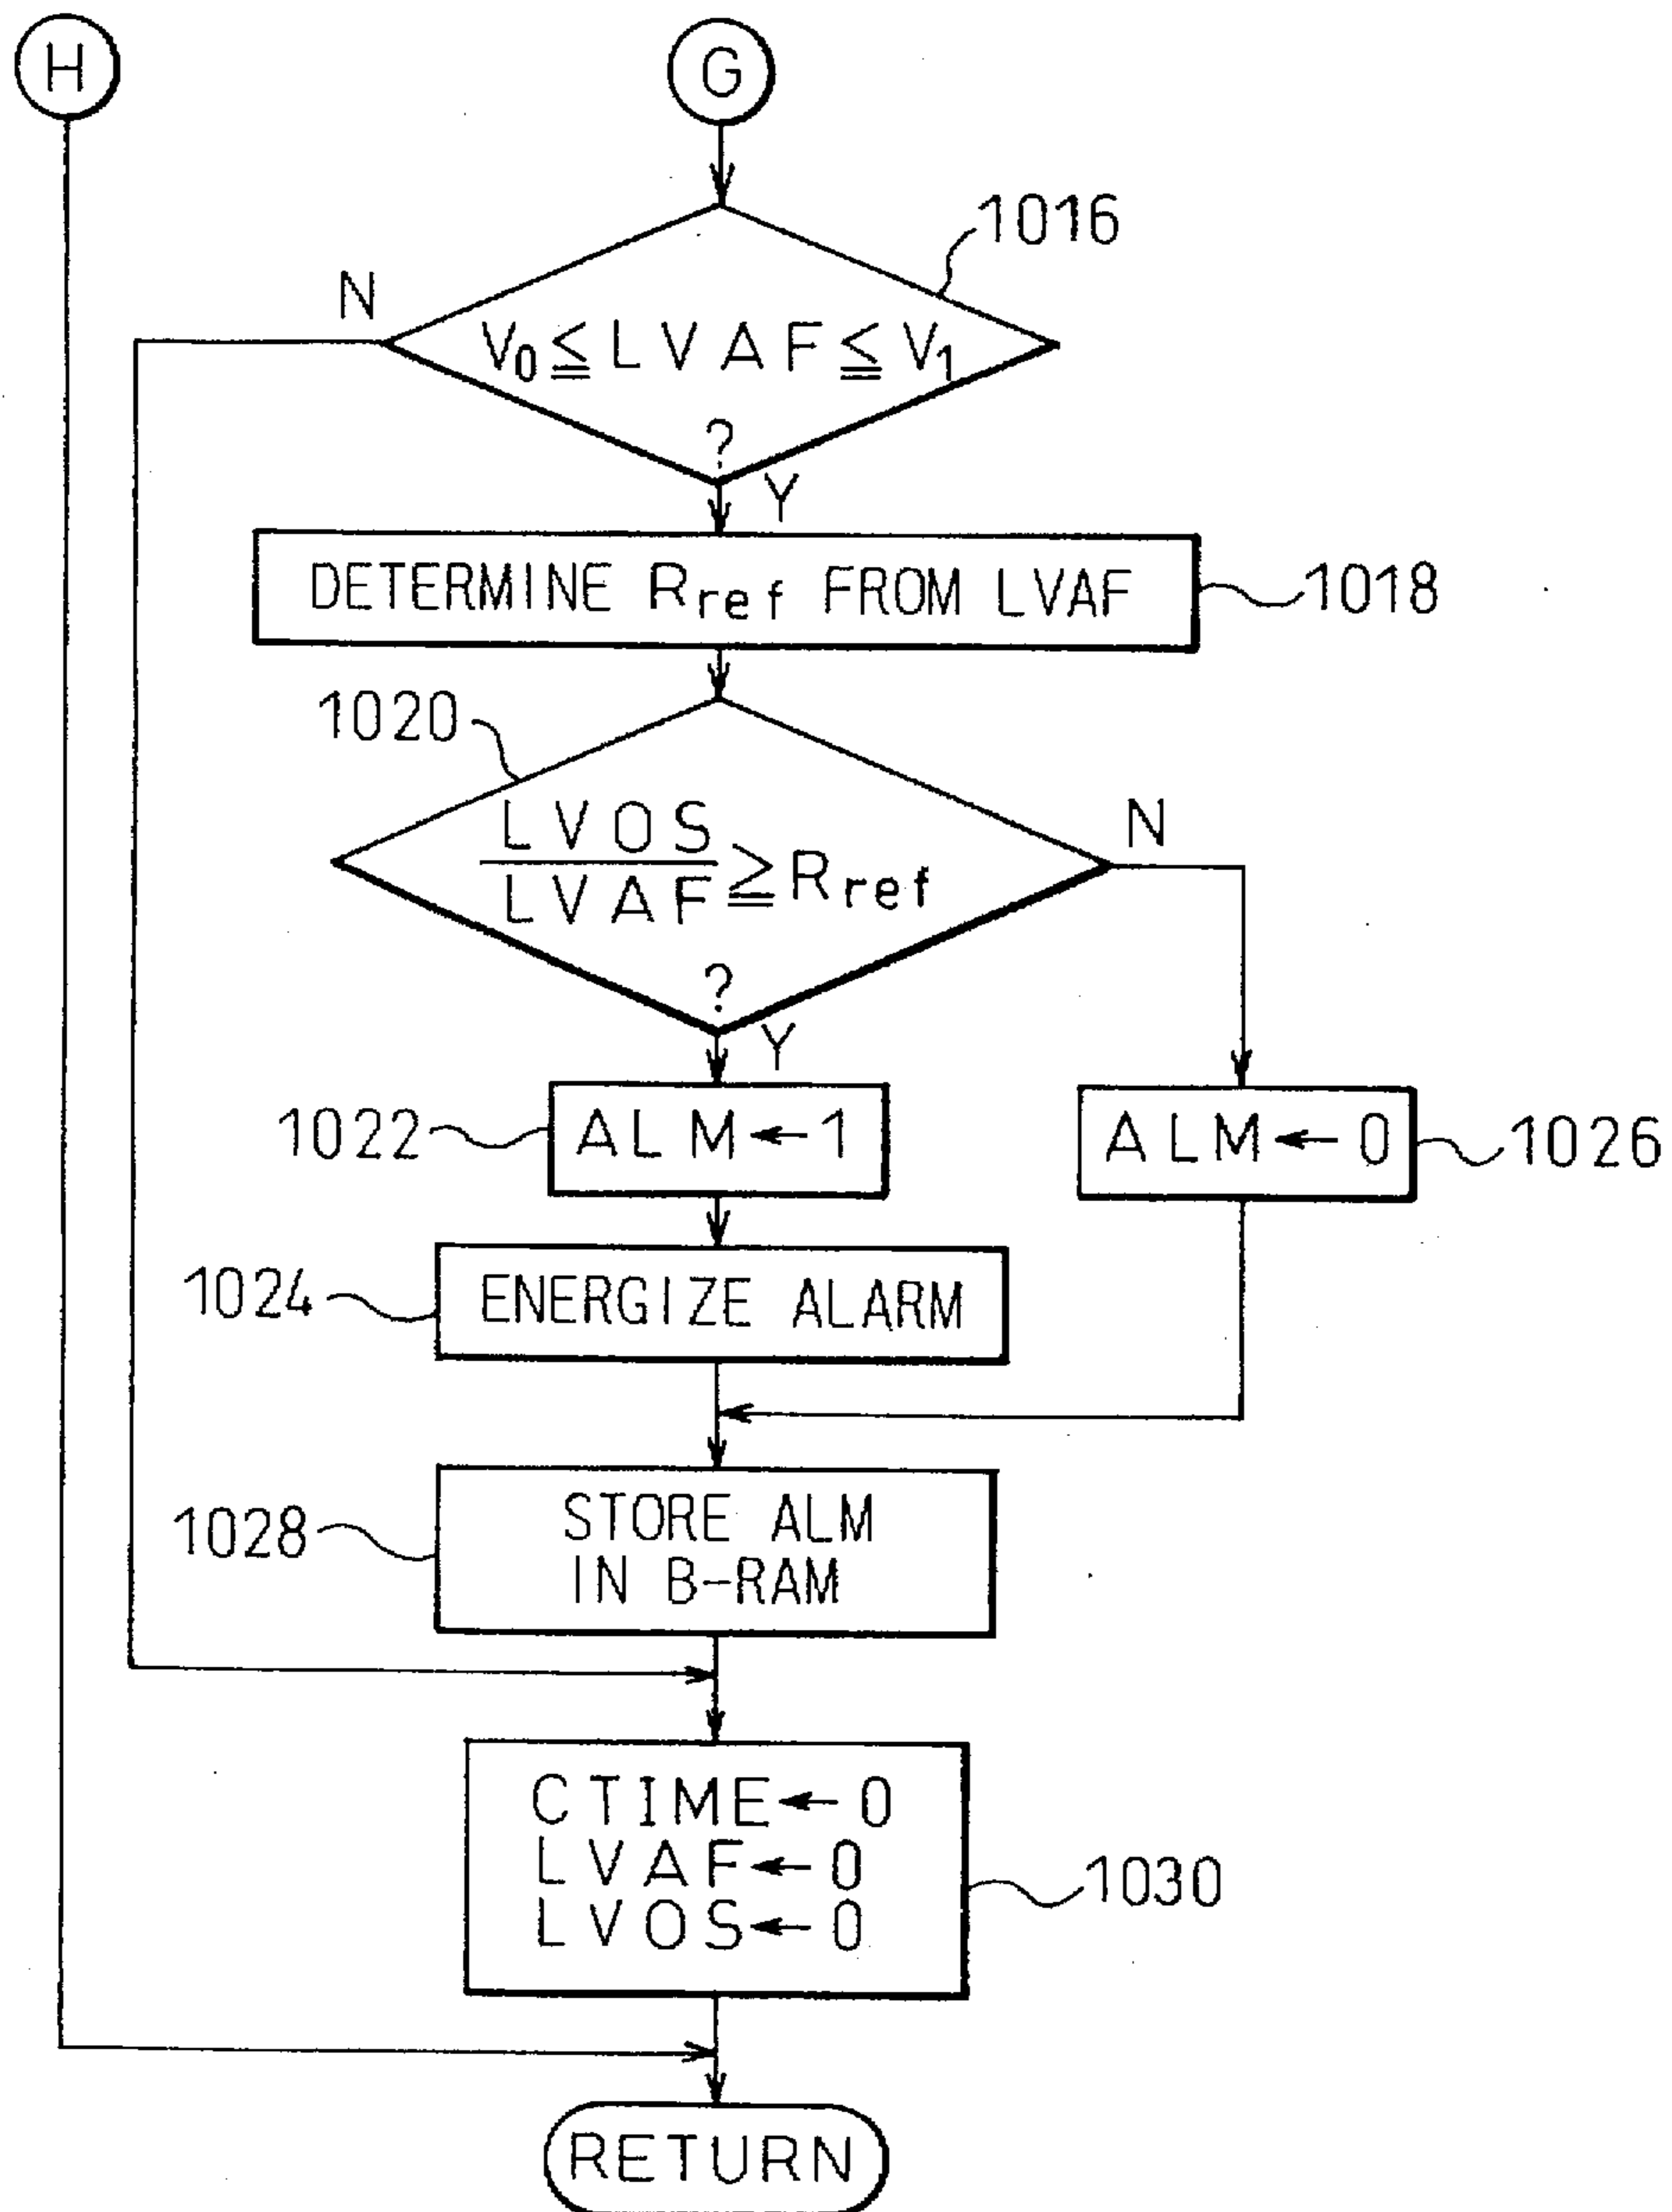 H
G
1016
N
V₀ ≦ LVAF ≦ V₁
?
Y
DETERMINE Rref FROM LVAF
1018
1020
LVOS
LVAF
≧ Rref
N
?
Y
1022
ALM ← 1
ALM ← 0
1026
1024
ENERGIZE ALARM
1028
STORE ALM
IN B-RAM
CTIME ← 0
LVAF ← 0
LVOS ← 0
1030
RETURN